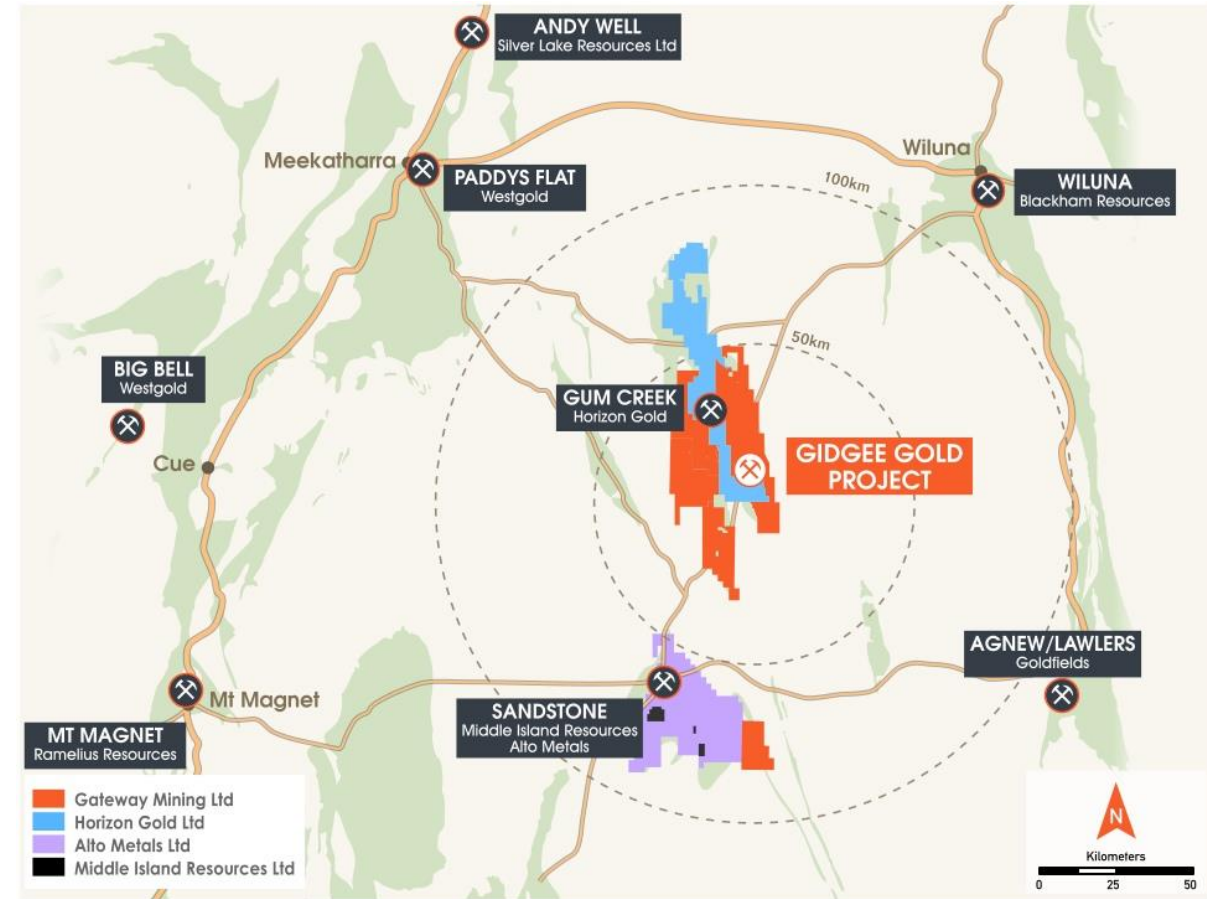 ANDY WELL
Silver Lake Resources Ltd
Meekatharra
PADDYS FLAT
Westgold
Wiluna
WILUNA
Blackham Resources
100km
50km
BIG BELL
Westgold
Cue
GUM CREEK
Horizon Gold
GIDGEE GOLD
PROJECT
AGNEW/LAWLERS
Goldfields
Mt Magnet
MT MAGNET
Ramelius Resources
SANDSTONE
Middle Island Resources
Alto Metals
Gateway Mining Ltd
Horizon Gold Ltd
Alto Metals Ltd
Middle Island Resources Ltd
N
Kilometers
0 25 50